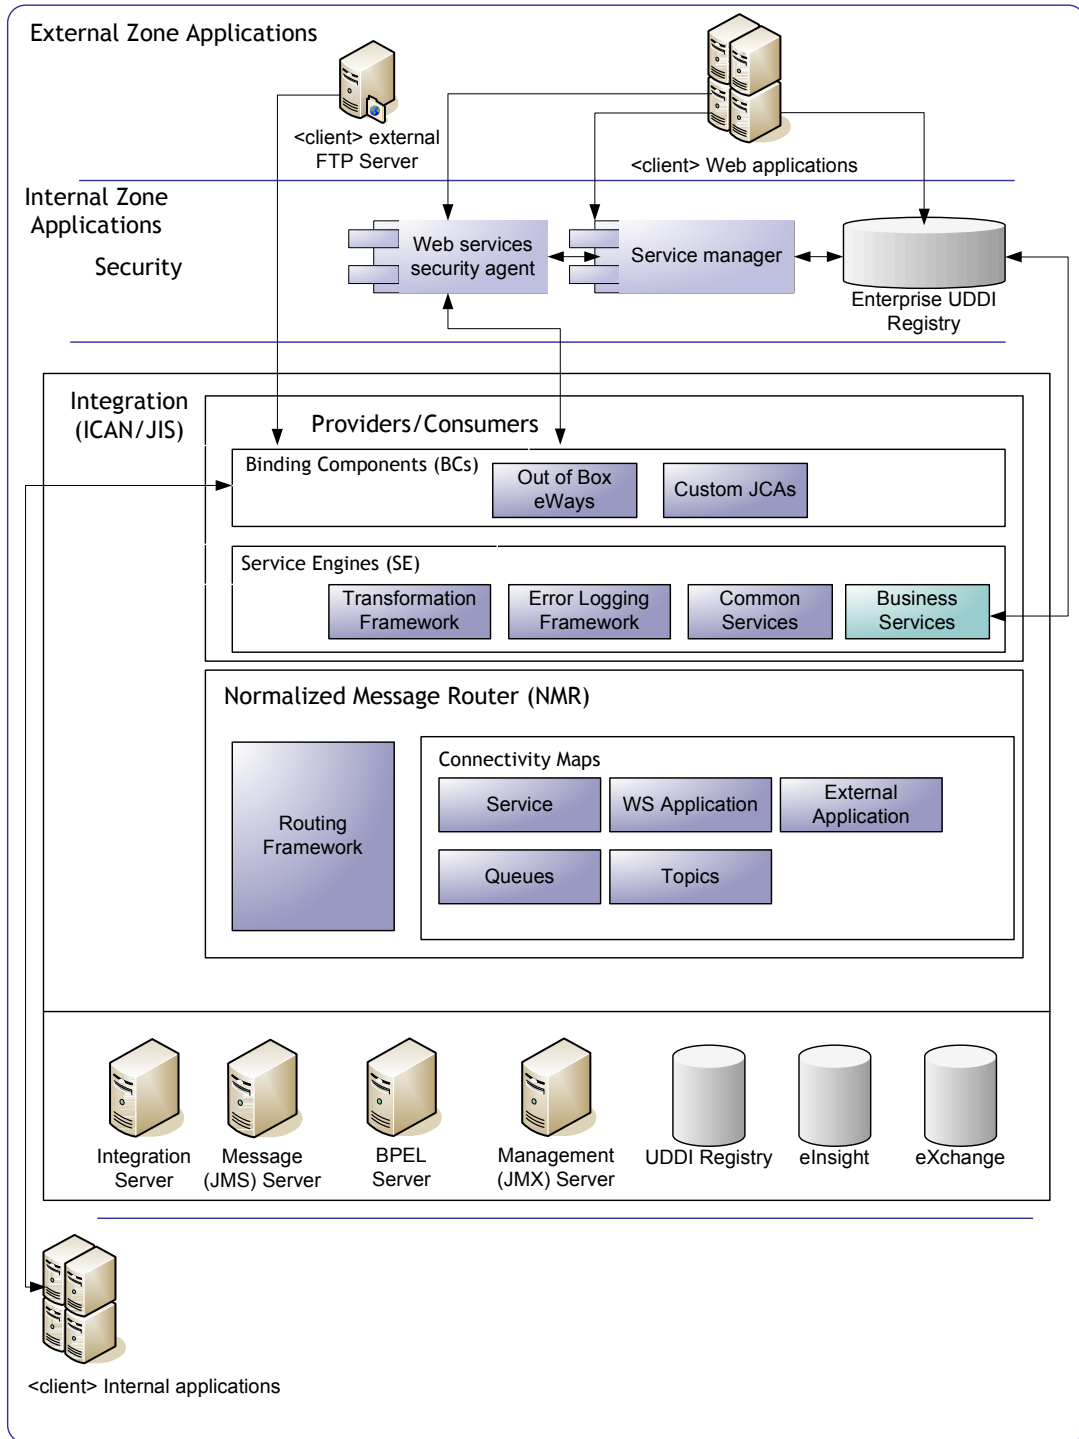 External Zone Applications
<client> external
FTP Server
<client> Web applications
Internal Zone
Applications
Security
Web services
security agent
Service manager
Enterprise UDDI
Registry
Integration
(ICAN/JIS)
Providers/Consumers
Binding Components (BCs)
Out of Box
eWays
Custom JCAs
Service Engines (SE)
Transformation
Framework
Error Logging
Framework
Common
Services
Business
Services
Normalized Message Router (NMR)
Routing
Framework
Connectivity Maps
Service
WS Application
External
Application
Queues
Topics
Integration
Server
Message
(JMS) Server
BPEL
Server
Management
(JMX) Server
UDDI Registry
eInsight
eXchange
<client> Internal applications